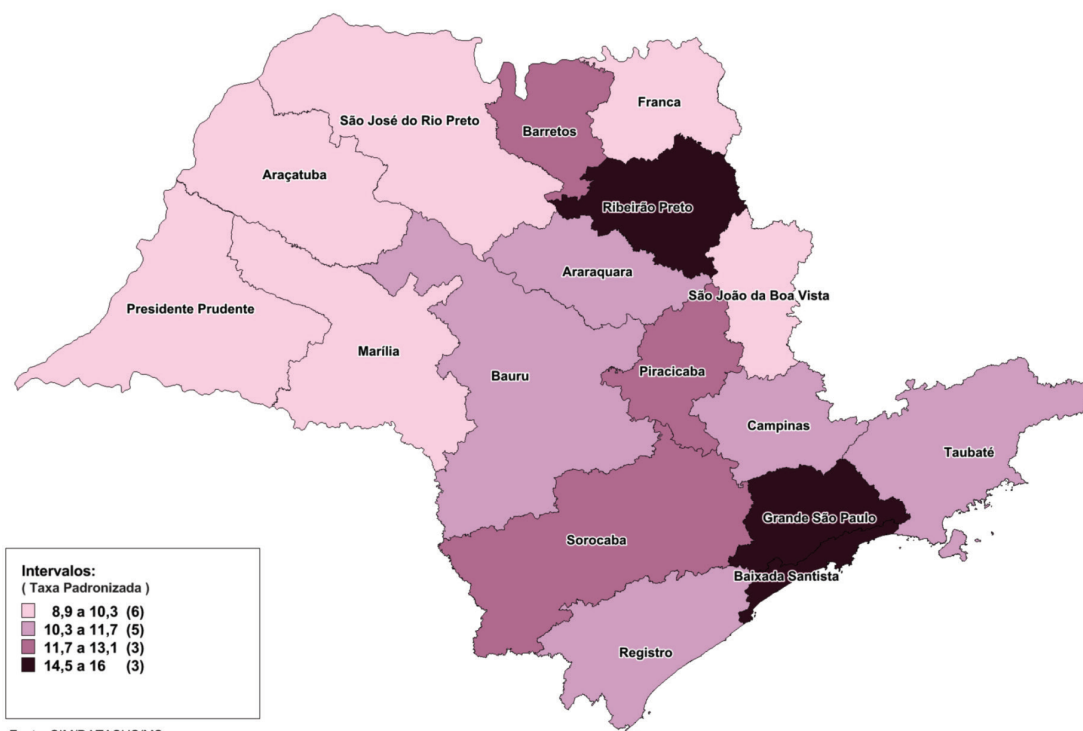 São José do Rio Preto
Franca
Barretos
Araçatuba
Ribeirão Preto
Araraquara
São João da Boa Vista
Presidente Prudente
Marília
Bauru
Piracicaba
Campinas
Taubaté
Grande São Paulo
Sorocaba
Baixada Santista
Registro
Intervalos:
( Taxa Padronizada )
8,9 a 10,3 (6)
10,3 a 11,7 (5)
11,7 a 13,1 (3)
14,5 a 16 (3)